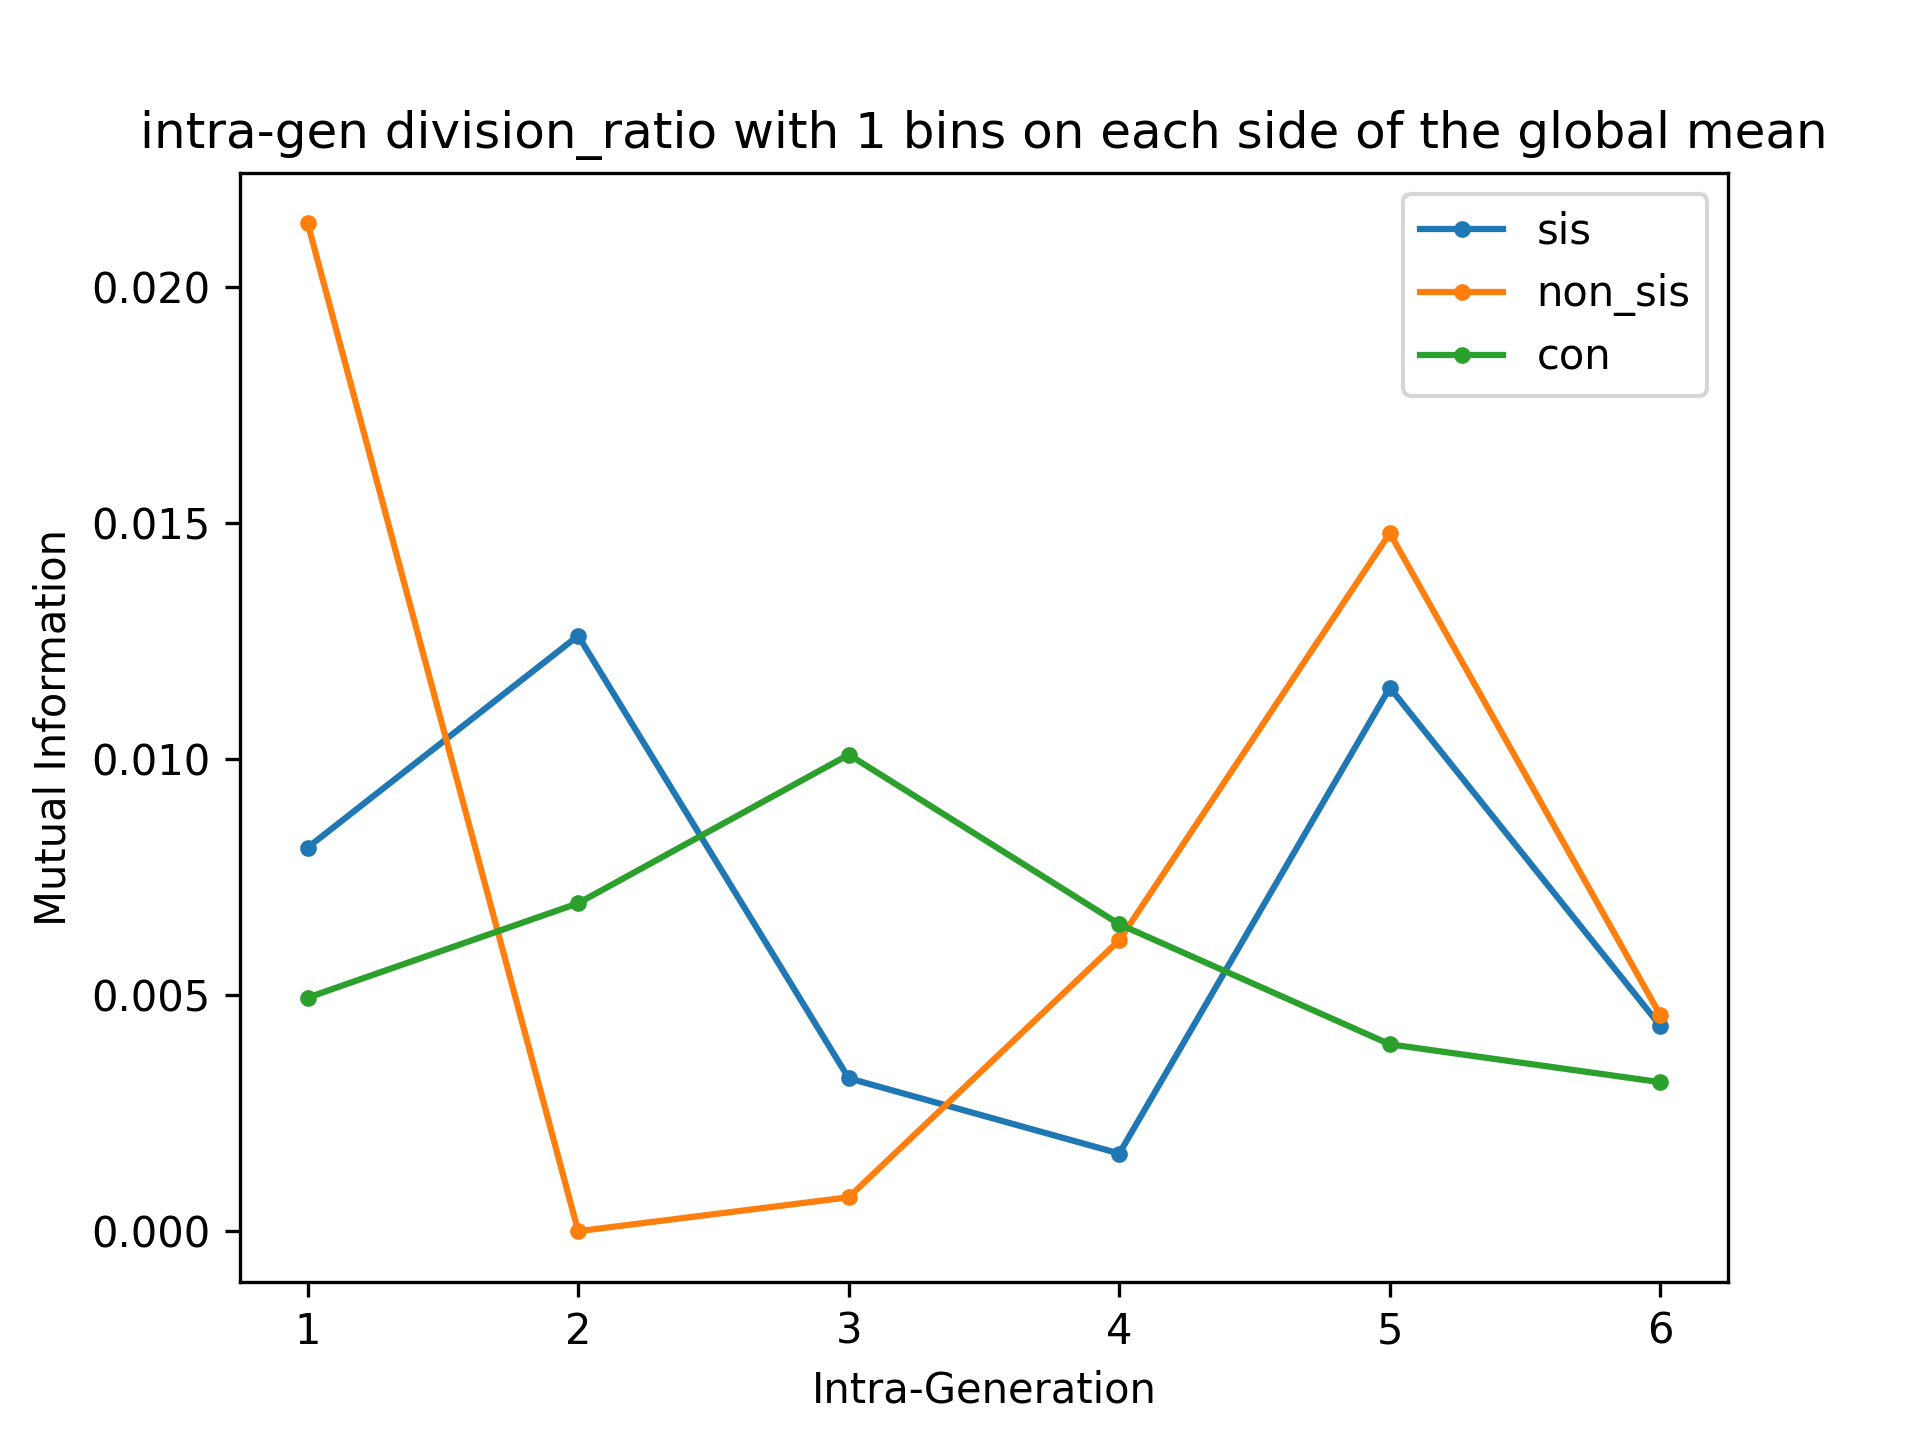 intra-gen division_ratio with 1 bins on each side of the global mean
sis
non_sis
con
Mutual Information
0.020
0.015
0.010
0.005
0.000
1 2 3 4 5 6
Intra-Generation